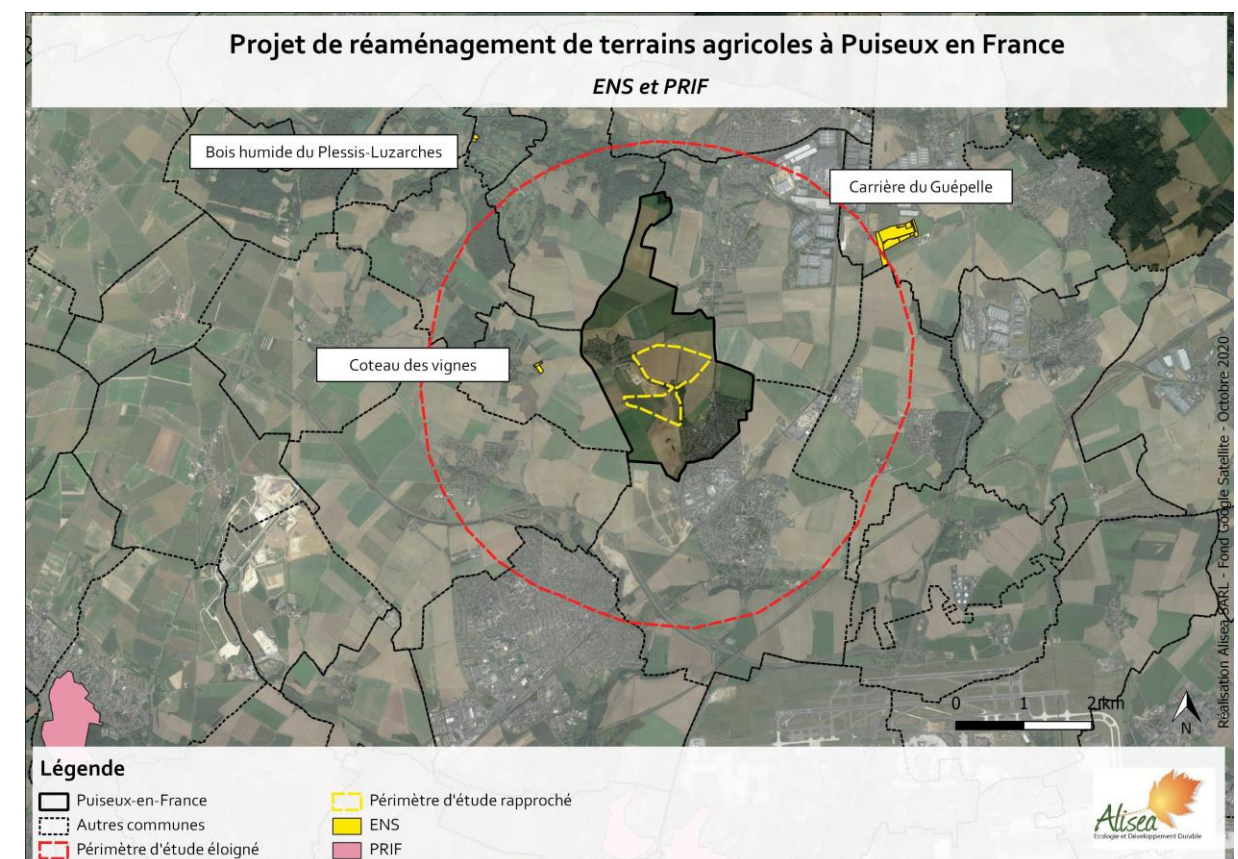 Projet de réaménagement de terrains agricoles à Puiseux en France
ENS et PRIF
Bois humide du Plessis-Luzarches
Carrière du Guépelle
Coteau des vignes
Réalisation Alisea SARL - Fond Google Satellite - Octobre 2020
0 1 2 km
N
Légende
Puiseux-en-France
Autres communes
Périmètre d'étude éloigné
Périmètre d'étude rapproché
ENS
PRIF
Alisea
Ecologie et Développement Durable